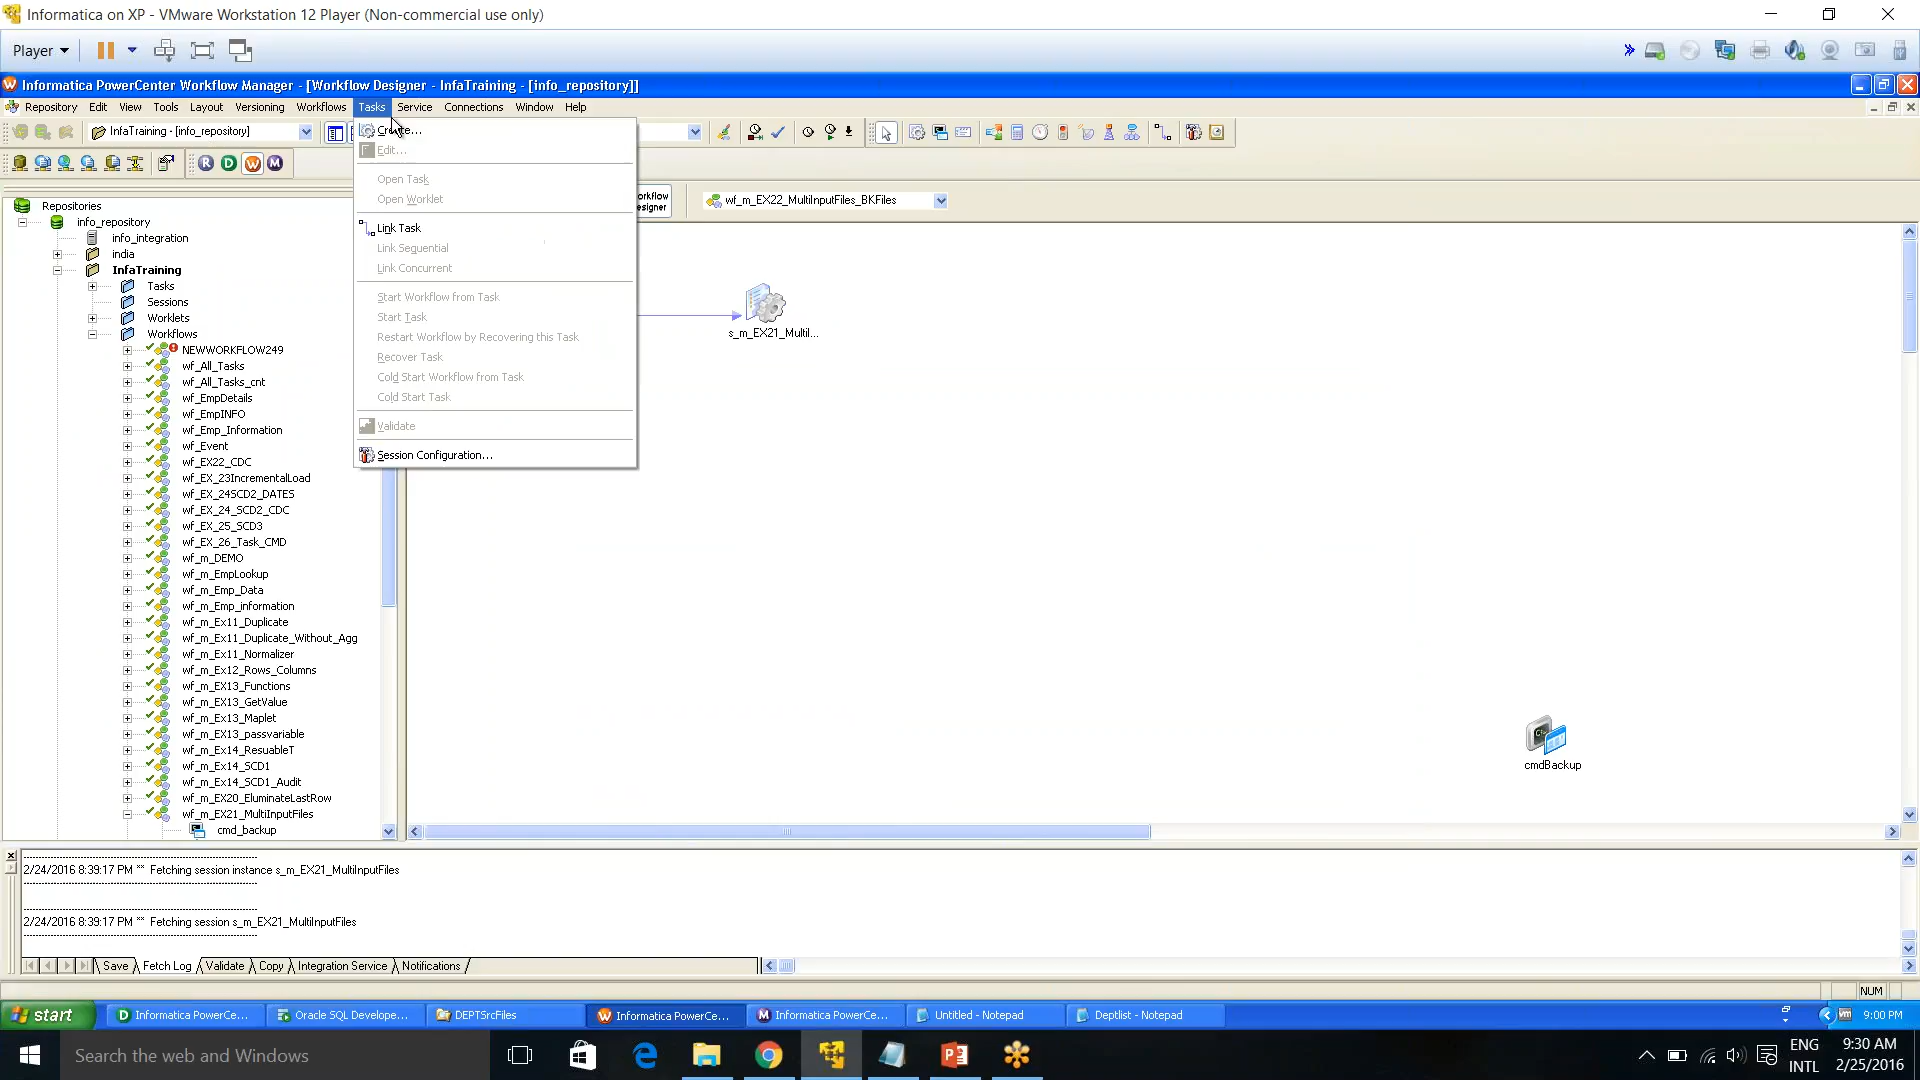 Informatica on XP - VMware Workstation 12 Player (Non-commercial use only)
Player
Informatica PowerCenter Workflow Manager - [Workflow Designer - InfaTraining - [info_repository]]
Repository Edit View Tools Layout Versioning Workflows Tasks Service Connections Window Help
InfaTraining - [info_repository]
Create...
Edit...
Open Task
Open Worklet
Link Task
Link Sequential
Link Concurrent
Start Workflow from Task
Start Task
Restart Workflow by Recovering this Task
Recover Task
Cold Start Workflow from Task
Cold Start Task
Validate
Session Configuration...
R D W M
orkflow
esigner
wf_m_EX22_MultiInputFiles_BKFiles
Repositories
info_repository
info_integration
india
InfaTraining
Tasks
Sessions
Worklets
Workflows
NEWWORKFLOW249
wf_All_Tasks
wf_All_Tasks_cnt
wf_EmpDetails
wf_EmpINFO
wf_Emp_Information
wf_Event
wf_EX22_CDC
wf_EX_23IncrementalLoad
wf_EX_24SCD2_DATES
wf_EX_24_SCD2_CDC
wf_EX_25_SCD3
wf_EX_26_Task_CMD
wf_m_DEMO
wf_m_EmpLookup
wf_m_Emp_Data
wf_m_Emp_information
wf_m_Ex11_Duplicate
wf_m_Ex11_Duplicate_Without_Agg
wf_m_Ex11_Normalizer
wf_m_Ex12_Rows_Columns
wf_m_EX13_Functions
wf_m_EX13_GetValue
wf_m_Ex13_Maplet
wf_m_EX13_passvariable
wf_m_Ex14_ResuableT
wf_m_Ex14_SCD1
wf_m_Ex14_SCD1_Audit
wf_m_EX20_EluminateLastRow
wf_m_EX21_MultiInputFiles
cmd_backup
s_m_EX21_Multil...
cmdBackup
2/24/2016 8:39:17 PM ** Fetching session instance s_m_EX21_MultiInputFiles
2/24/2016 8:39:17 PM ** Fetching session s_m_EX21_MultiInputFiles
Save Fetch Log Validate Copy Integration Service Notifications
NUM
start Informatica PowerCe... Oracle SQL Develope... DEPTSrcFiles Informatica PowerCe... Informatica PowerCe... Untitled - Notepad Deptlist - Notepad 9:00 PM
Search the web and Windows
ENG
INTL
9:30 AM
2/25/2016